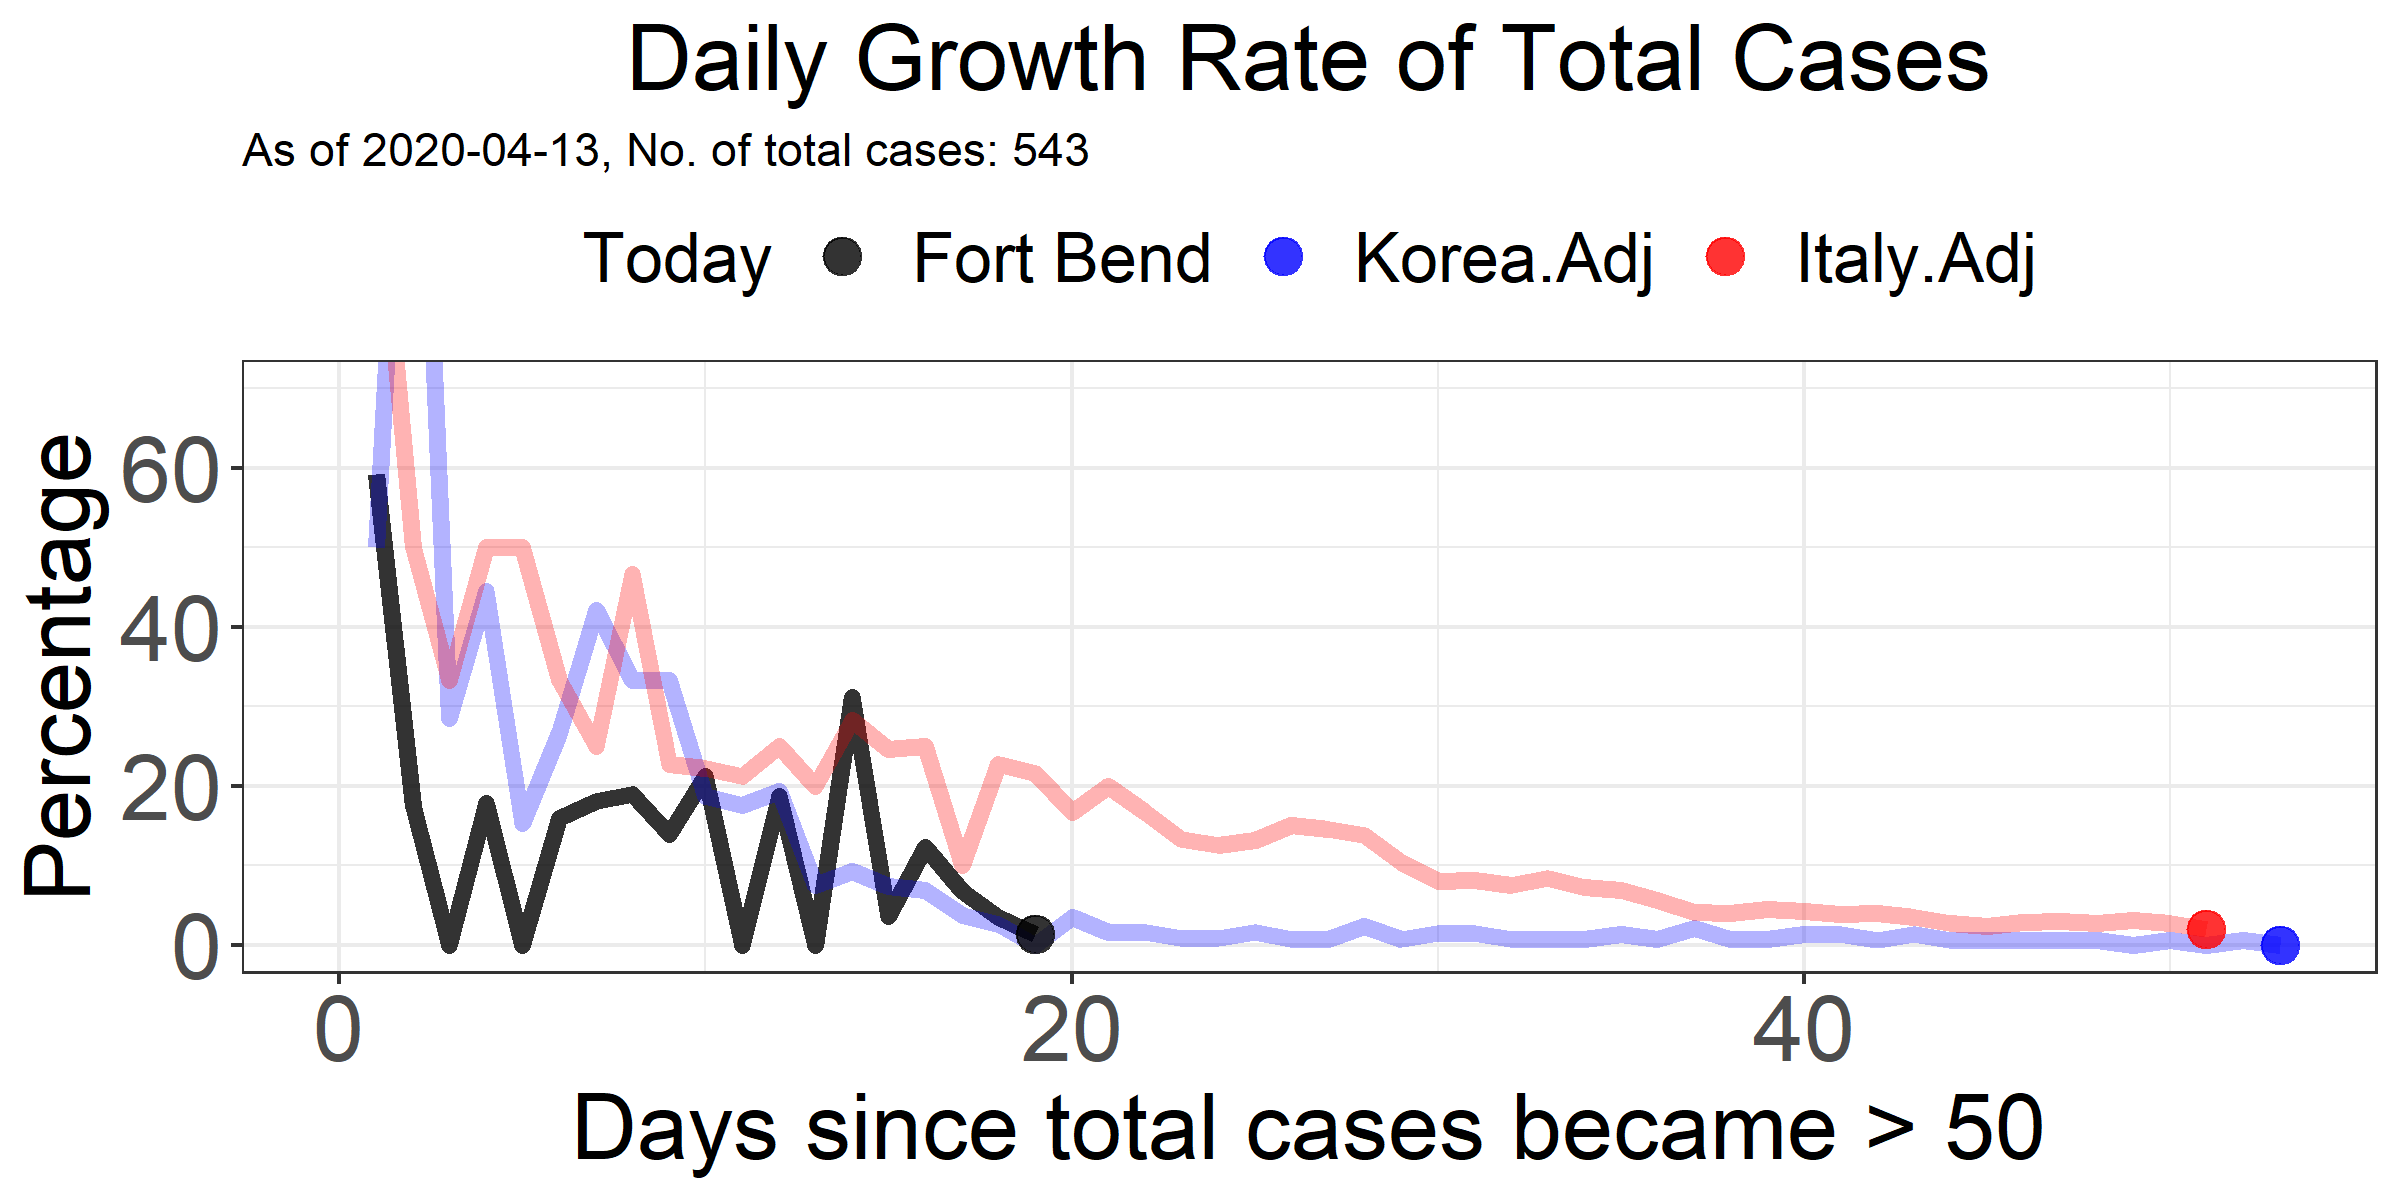 Daily Growth Rate of Total Cases
As of 2020-04-13, No. of total cases: 543
Today Fort Bend Korea.Adj Italy.Adj
Percentage
60
40
20
0
0 20 40
Days since total cases became > 50